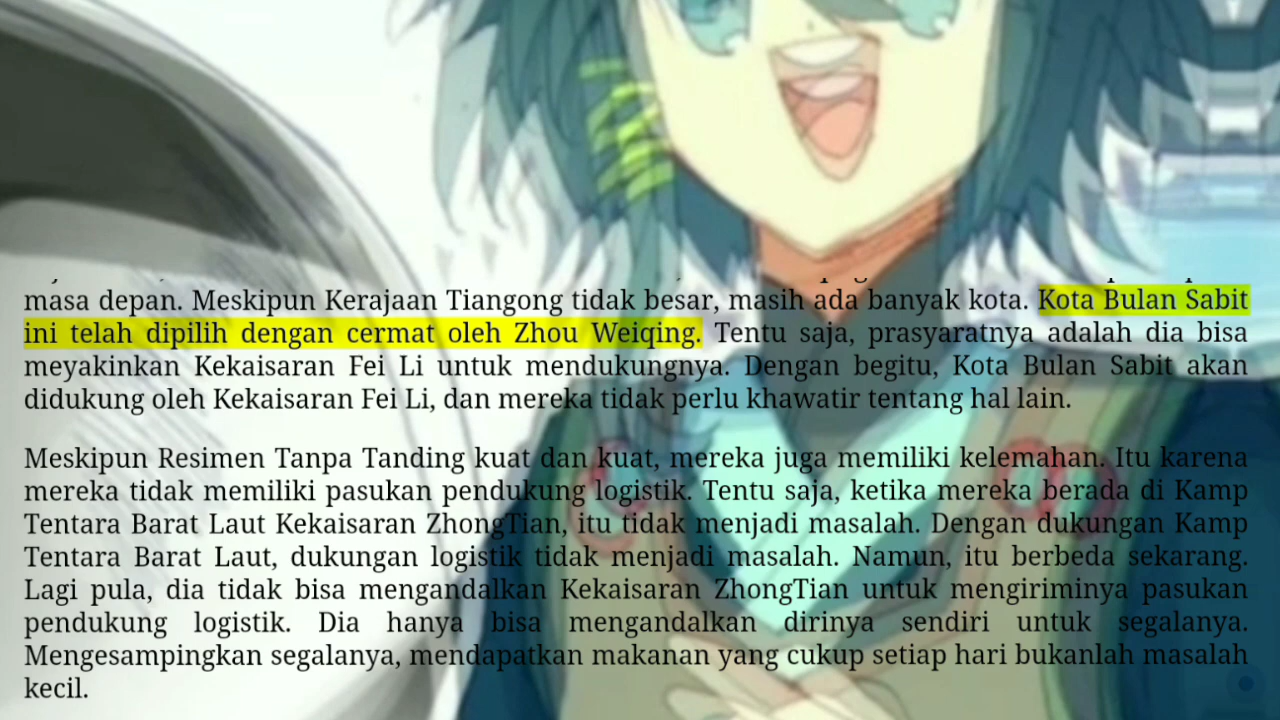 masa depan. Meskipun Kerajaan Tiangong tidak besar, masih ada banyak kota. Kota Bulan Sabit
ini telah dipilih dengan cermat oleh Zhou Weiqing. Tentu saja, prasyaratnya adalah dia bisa
meyakinkan Kekaisaran Fei Li untuk mendukungnya. Dengan begitu, Kota Bulan Sabit akan
didukung oleh Kekaisaran Fei Li, dan mereka tidak perlu khawatir tentang hal lain.
Meskipun Resimen Tanpa Tanding kuat dan kuat, mereka juga memiliki kelemahan. Itu karena
mereka tidak memiliki pasukan pendukung logistik. Tentu saja, ketika mereka berada di Kamp
Tentara Barat Laut Kekaisaran ZhongTian, itu tidak menjadi masalah. Dengan dukungan Kamp
Tentara Barat Laut, dukungan logistik tidak menjadi masalah. Namun, itu berbeda sekarang.
Lagi pula, dia tidak bisa mengandalkan Kekaisaran ZhongTian untuk mengiriminya pasukan
pendukung logistik. Dia hanya bisa mengandalkan dirinya sendiri untuk segalanya.
Mengesampingkan segalanya, mendapatkan makanan yang cukup setiap hari bukanlah masalah
kecil.